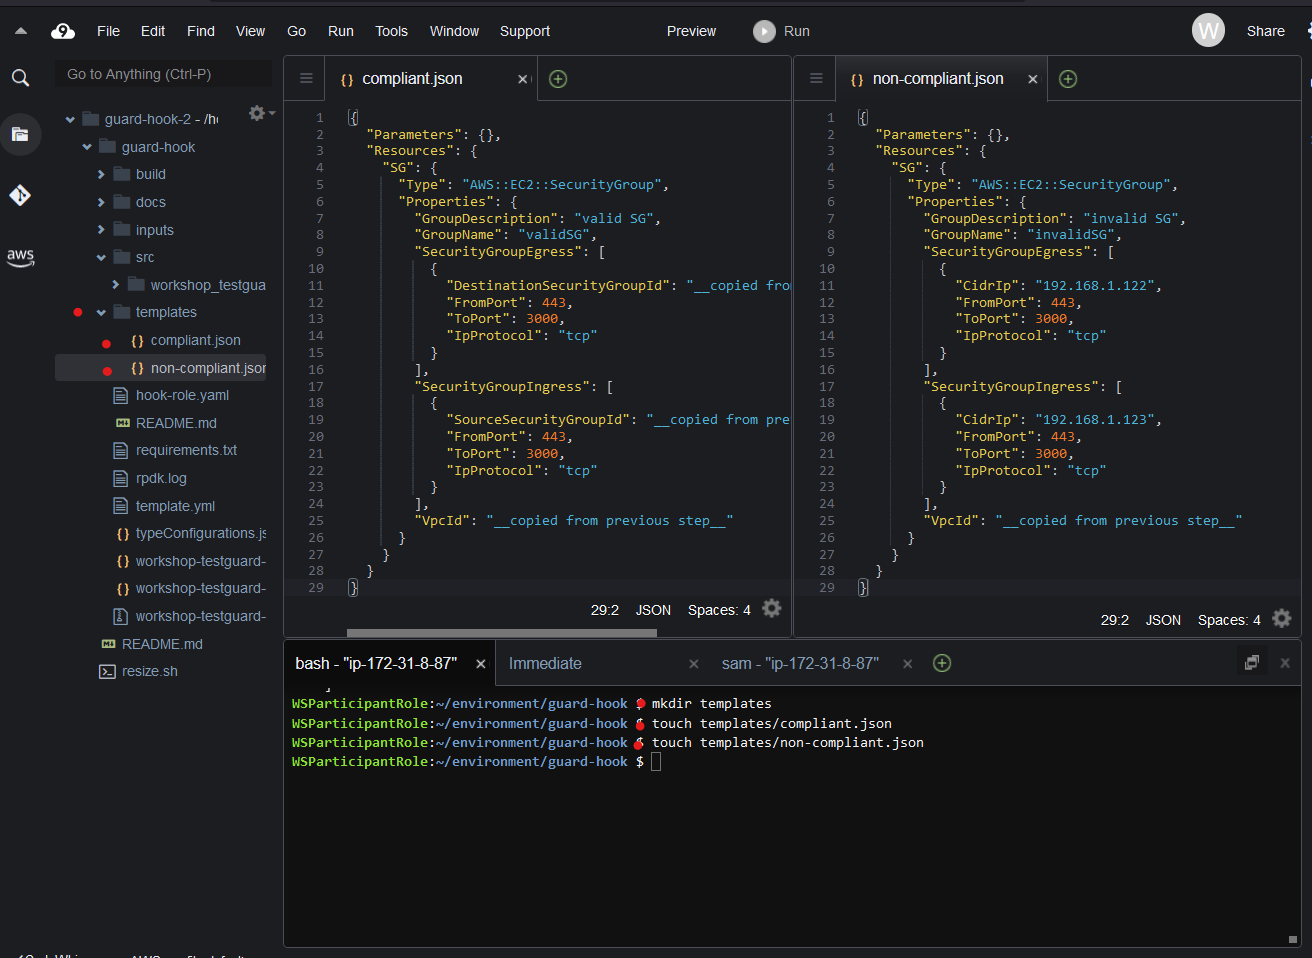 File Edit Find View Go Run Tools Window Support Preview Run W Share
Go to Anything (Ctrl-P)
guard-hook-2 - /h
guard-hook
build
docs
inputs
src
workshop_testgua
templates
compliant.json
non-compliant.jsor
hook-role.yaml
README.md
requirements.txt
rpdk.log
template.yml
typeConfigurations.js
workshop-testguard-
workshop-testguard-
workshop-testguard-
README.md
resize.sh
aws
compliant.json
1 {
2 "Parameters": {},
3 "Resources": {
4 "SG": {
5 "Type": "AWS::EC2::SecurityGroup",
6 "Properties": {
7 "GroupDescription": "valid SG",
8 "GroupName": "validSG",
9 "SecurityGroupEgress": [
10 {
11 "DestinationSecurityGroupId": "__copied fro
12 "FromPort": 443,
13 "ToPort": 3000,
14 "IpProtocol": "tcp"
15 }
16 ],
17 "SecurityGroupIngress": [
18 {
19 "SourceSecurityGroupId": "__copied from pre
20 "FromPort": 443,
21 "ToPort": 3000,
22 "IpProtocol": "tcp"
23 }
24 ],
25 "VpcId": "__copied from previous step__"
26 }
27 }
28 }
29 }
29:2 JSON Spaces: 4
non-compliant.json
1 {
2 "Parameters": {},
3 "Resources": {
4 "SG": {
5 "Type": "AWS::EC2::SecurityGroup",
6 "Properties": {
7 "GroupDescription": "invalid SG",
8 "GroupName": "invalidSG",
9 "SecurityGroupEgress": [
10 {
11 "CidrIp": "192.168.1.122",
12 "FromPort": 443,
13 "ToPort": 3000,
14 "IpProtocol": "tcp"
15 }
16 ],
17 "SecurityGroupIngress": [
18 {
19 "CidrIp": "192.168.1.123",
20 "FromPort": 443,
21 "ToPort": 3000,
22 "IpProtocol": "tcp"
23 }
24 ],
25 "VpcId": "__copied from previous step__"
26 }
27 }
28 }
29 }
29:2 JSON Spaces: 4
bash - "ip-172-31-8-87" Immediate sam - "ip-172-31-8-87"
WSParticipantRole:~/environment/guard-hook $ mkdir templates
WSParticipantRole:~/environment/guard-hook $ touch templates/compliant.json
WSParticipantRole:~/environment/guard-hook $ touch templates/non-compliant.json
WSParticipantRole:~/environment/guard-hook $